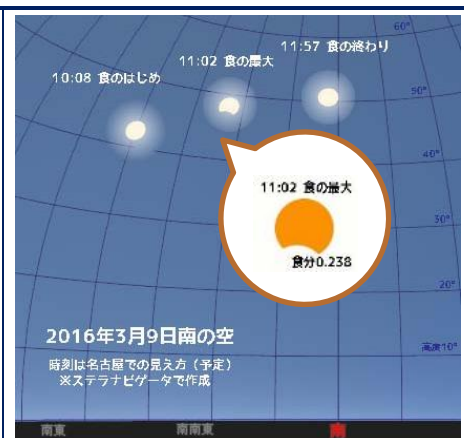 60°
11:57 食の終わり
11:02 食の最大
10:08 食のはじめ
50°
40°
11:02 食の最大
30°
食分0.238
20°
2016年3月9日南の空
高度10°
時刻は名古屋での見え方（予定）
※ステラナビゲータで作成
南東
南南東
南